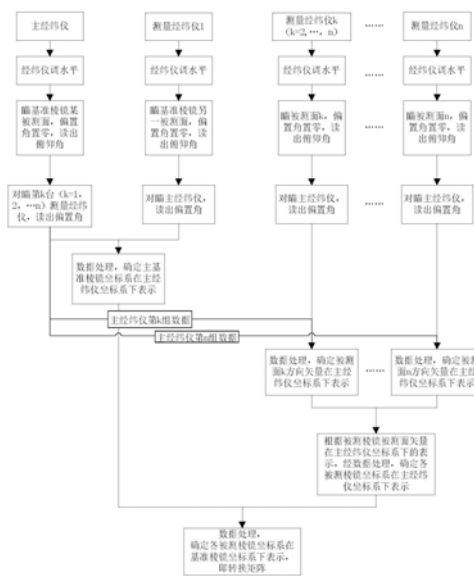 主经纬仪
测量经纬仪1
测量经纬仪k
(k=2,…,n)
……
测量经纬仪n
经纬仪调水平
经纬仪调水平
经纬仪调水平
……
经纬仪调水平
瞄基准棱镜某
被测面，偏置
角置零，读出
俯仰角
瞄基准棱镜另
一被测面，偏
置角置零，读
出俯仰角
瞄被测面k，偏
置角置零，读
出俯仰角
……
瞄被测面n，偏
置角置零，读
出俯仰角
对瞄第k台（k=1，
2，…n）测量经纬
仪，读出偏置角
对瞄主经纬仪，
读出偏置角
对瞄主经纬仪，
读出偏置角
……
对瞄主经纬仪，
读出偏置角
数据处理，确定主基
准棱镜坐标系在主经
纬仪坐标系下表示
主经纬仪第k组数据
主经纬仪第n组数据
数据处理，确定被测
面k方向矢量在主经
纬仪坐标系下表示
……
数据处理，确定被测
面n方向矢量在主经
纬仪坐标系下表示
根据被测棱镜被测面矢量
在主经纬仪坐标系下的表
示，经数据处理，确定各
被测棱镜坐标系在主经纬
仪坐标系下表示
数据处理，
确定各被测棱镜坐标系在
基准棱镜坐标系下表示，
即转换矩阵